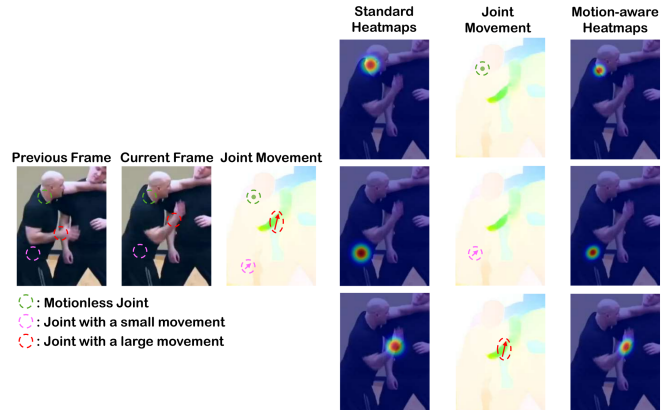 Standard
Heatmaps
Joint
Movement
Motion-aware
Heatmaps
Previous Frame
Current Frame
Joint Movement
: Motionless Joint
: Joint with a small movement
: Joint with a large movement